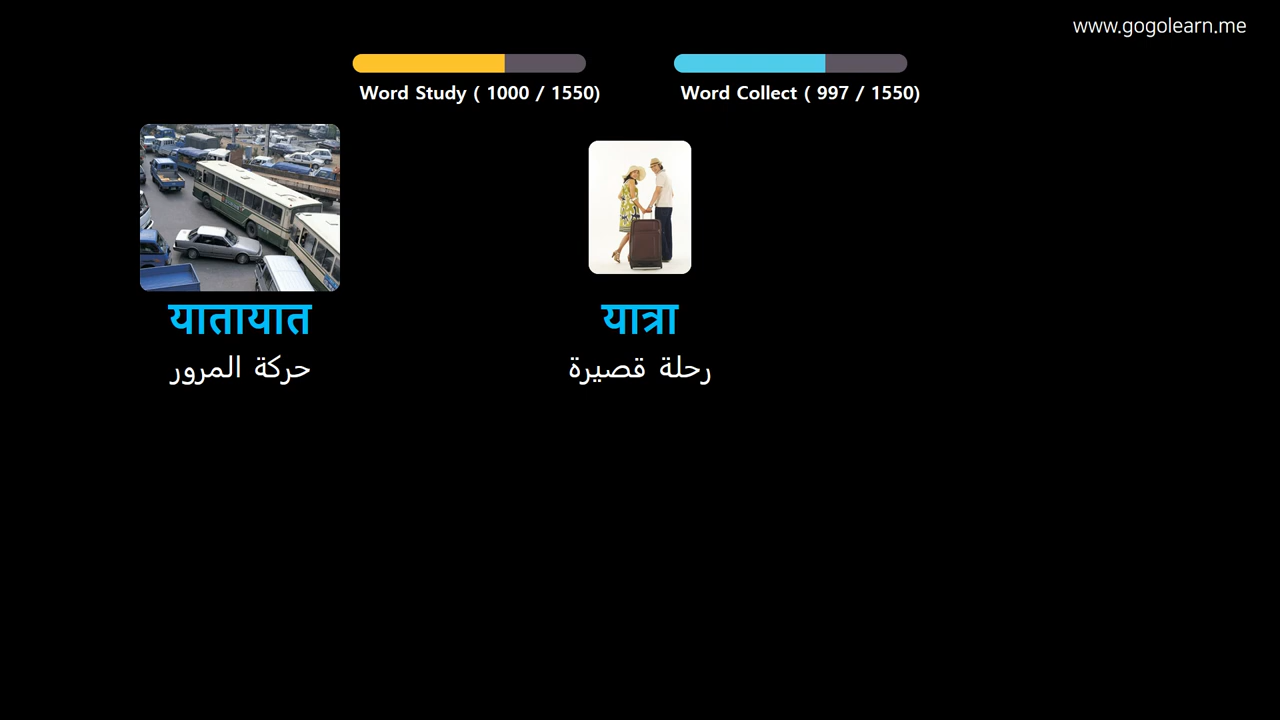 www.gogolearn.me
Word Study ( 1000 / 1550)
Word Collect ( 997 / 1550)
यातायात
حركة المرور
यात्रा
رحلة قصيرة